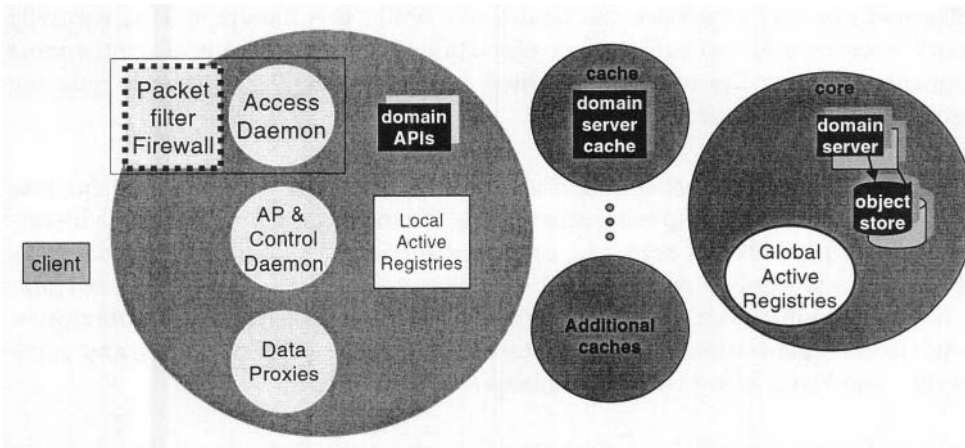 Packet
filter
Firewall
Access
Daemon
domain
APIs
AP &
Control
Daemon
Local
Active
Registries
client
Data
Proxies
cache
domain
server
cache
Additional
caches
core
domain
server
object
store
Global
Active
Registries